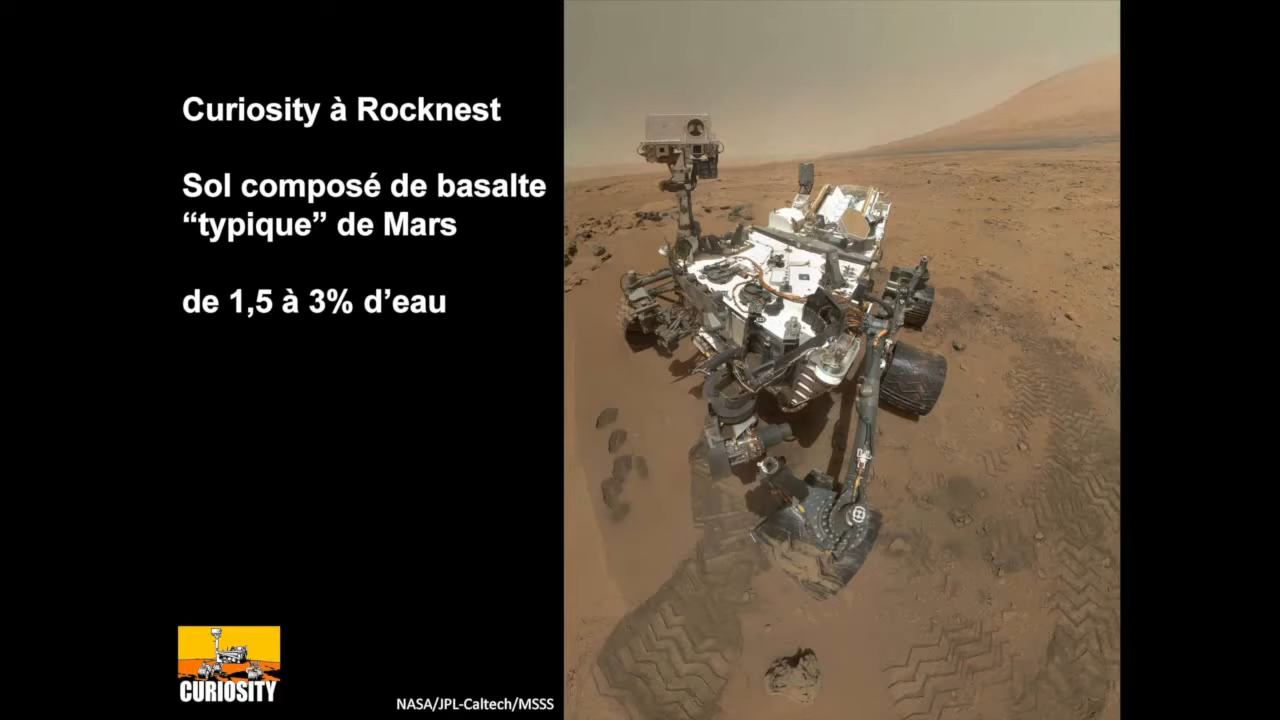 Curiosity à Rocknest
Sol composé de basalte
“typique” de Mars
de 1,5 à 3% d’eau
CURIOSITY
NASA/JPL-Caltech/MSSS